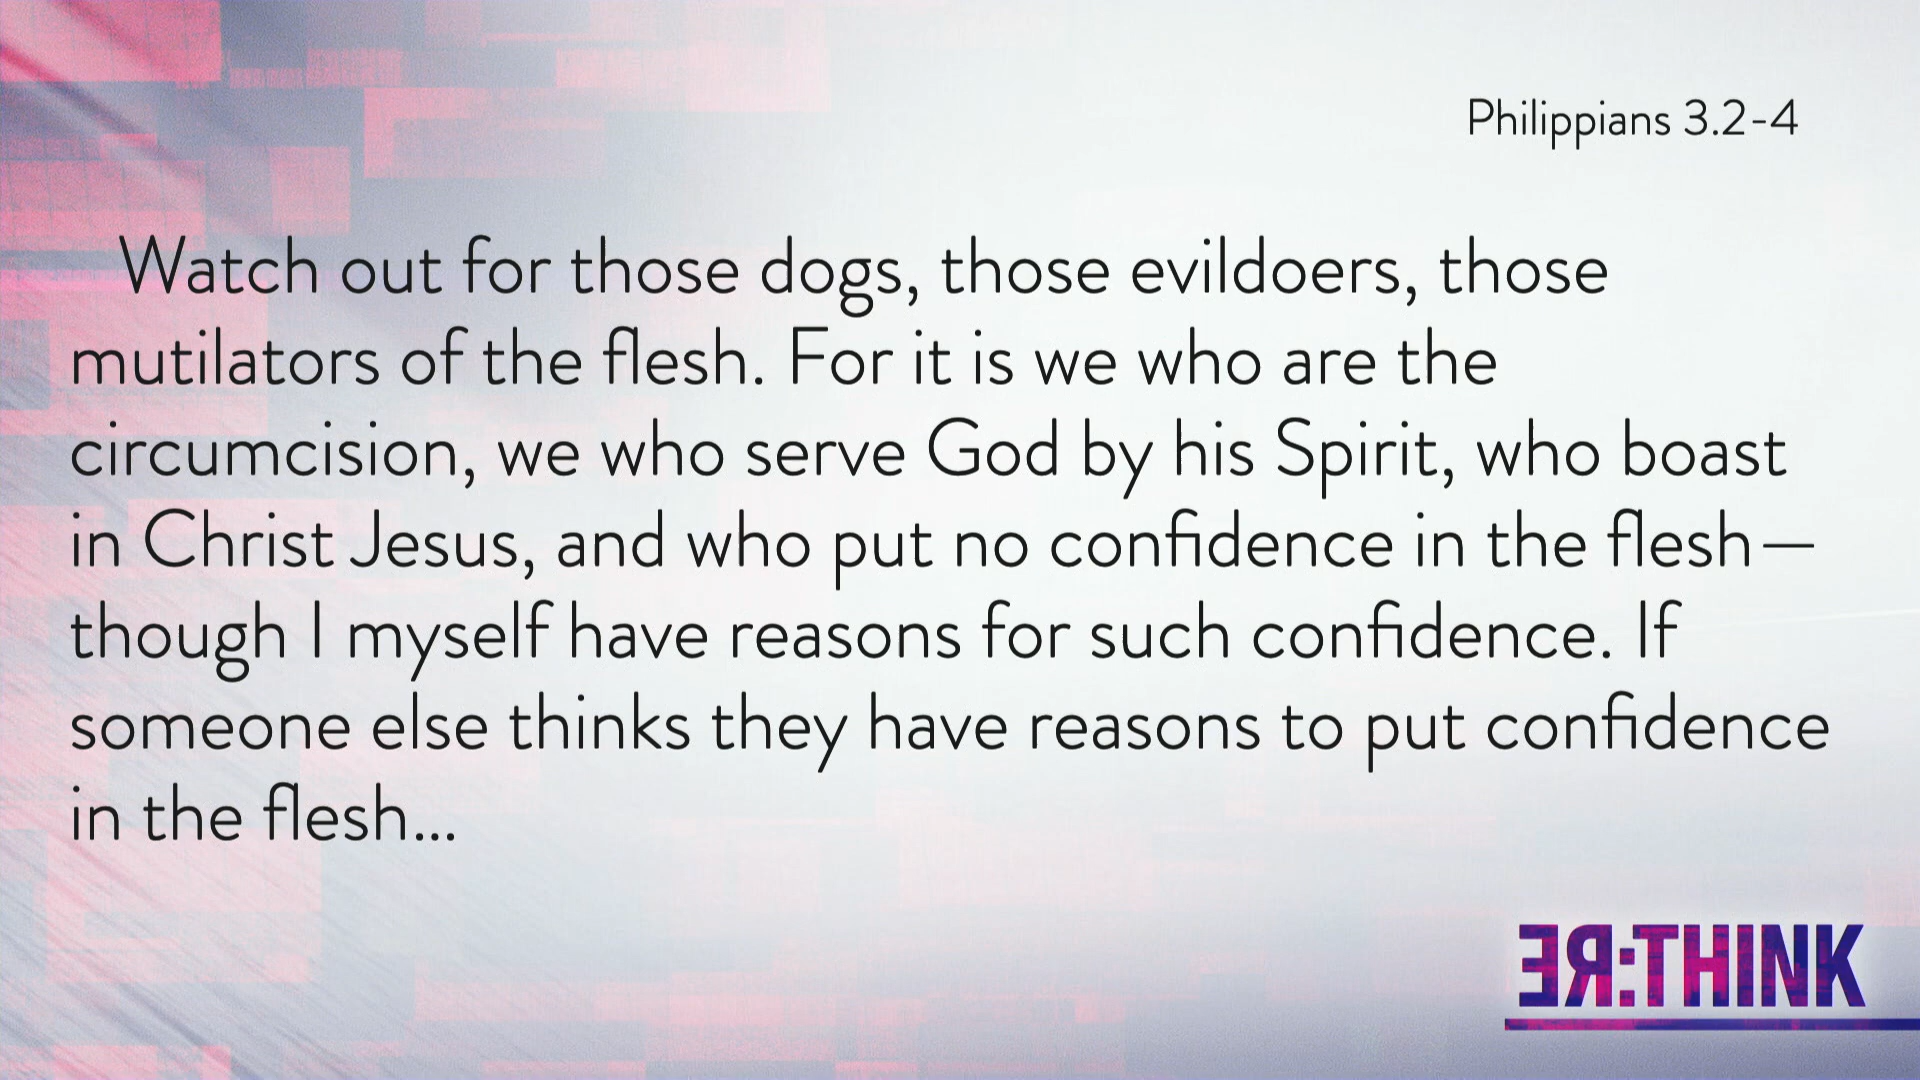 Philippians 3.2-4
Watch out for those dogs, those evildoers, those
mutilators of the flesh. For it is we who are the
circumcision, we who serve God by his Spirit, who boast
in Christ Jesus, and who put no confidence in the flesh—
though I myself have reasons for such confidence. If
someone else thinks they have reasons to put confidence
in the flesh...
RE:THINK